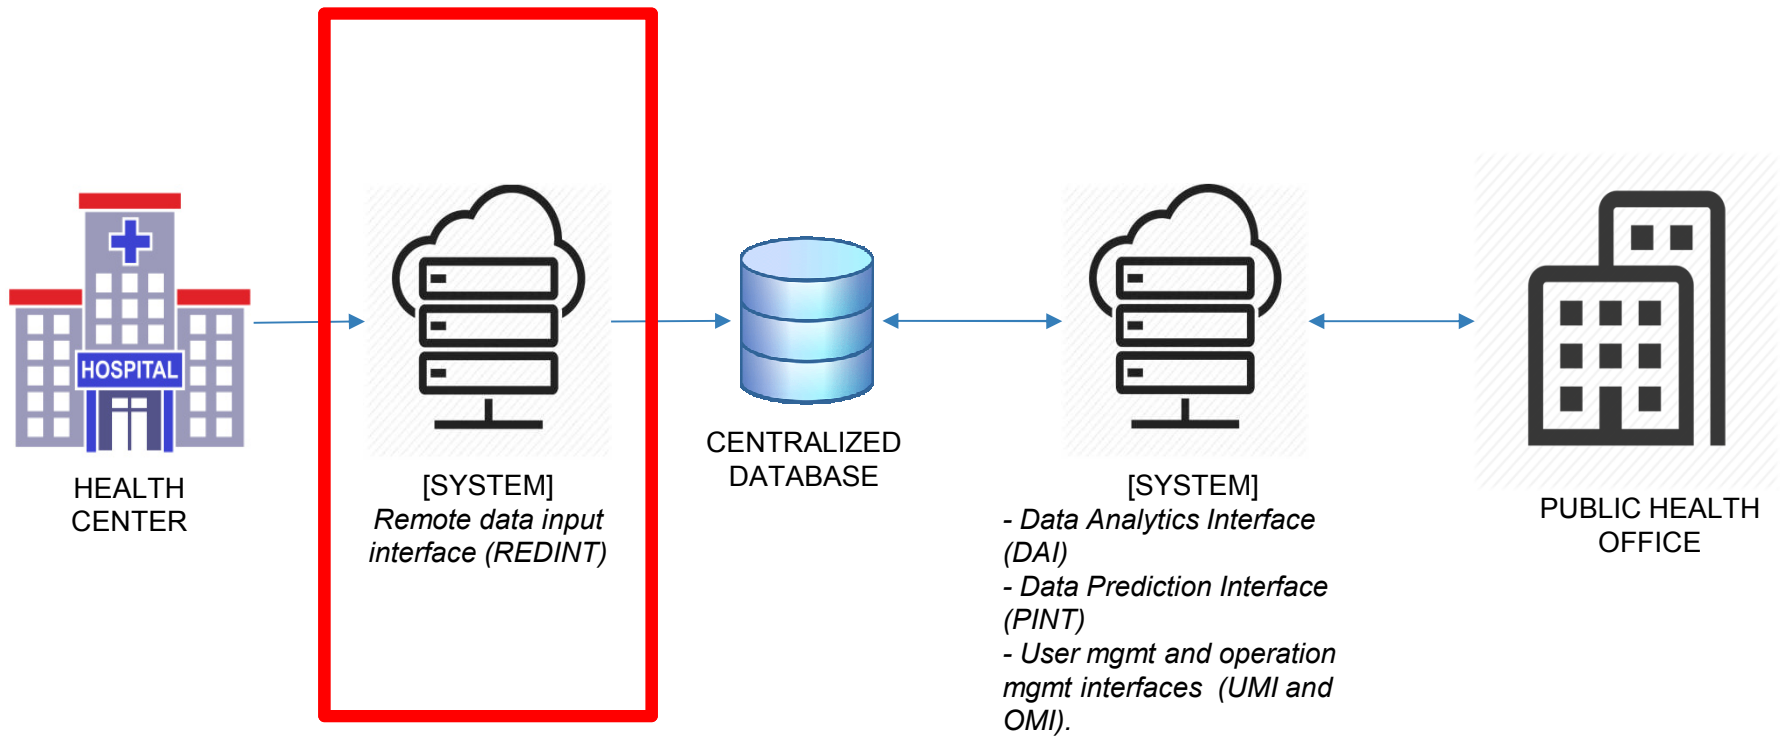 HOSPITAL
HEALTH
CENTER
[SYSTEM]
Remote data input
interface (REDINT)
CENTRALIZED
DATABASE
[SYSTEM]
- Data Analytics Interface
(DAI)
- Data Prediction Interface
(PINT)
- User mgmt and operation
mgmt interfaces  (UMI and
OMI).
PUBLIC HEALTH
OFFICE